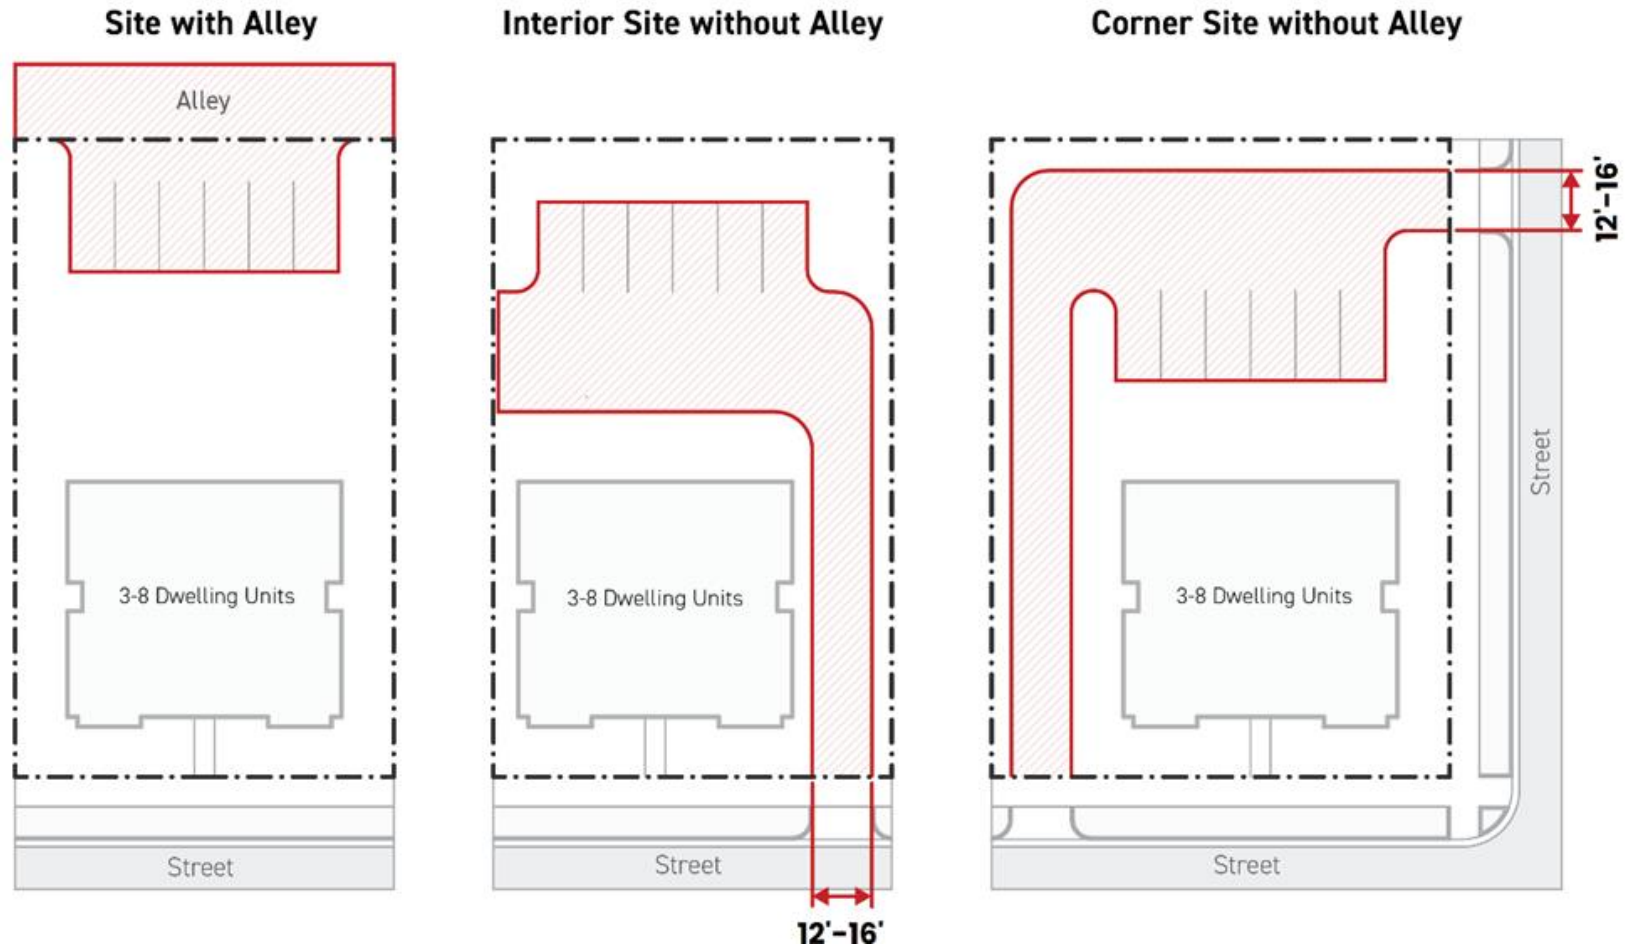 Site with Alley
Interior Site without Alley
Corner Site without Alley
Alley
12'-16'
Street
3-8 Dwelling Units
3-8 Dwelling Units
3-8 Dwelling Units
Street
Street
Street
12'-16'